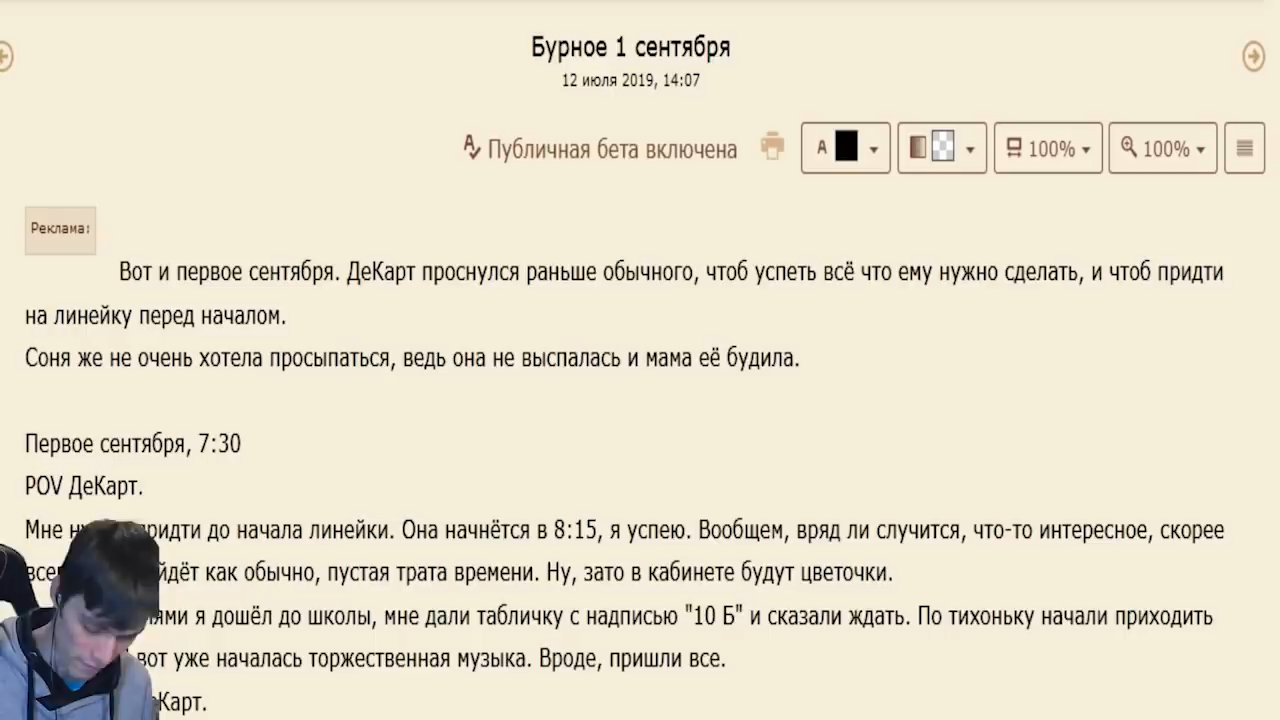 Бурное 1 сентября
12 июля 2019, 14:07
Публичная бета включена
A
100%
100%
Реклама:
Вот и первое сентября. ДеКарт проснулся раньше обычного, чтоб успеть всё что ему нужно сделать, и чтоб придти
на линейку перед началом.
Соня же не очень хотела просыпаться, ведь она не выспалась и мама её будила.
Первое сентября, 7:30
POV ДеКарт.
Мне придти до начала линейки. Она начнётся в 8:15, я успею. Вообщем, вряд ли случится, что-то интересное, скорее
как обычно, пустая трата времени. Ну, зато в кабинете будут цветочки.
я дошёл до школы, мне дали табличку с надписью "10 Б" и сказали ждать. По тихоньку начали приходить
вот уже началась торжественная музыка. Вроде, пришли все.